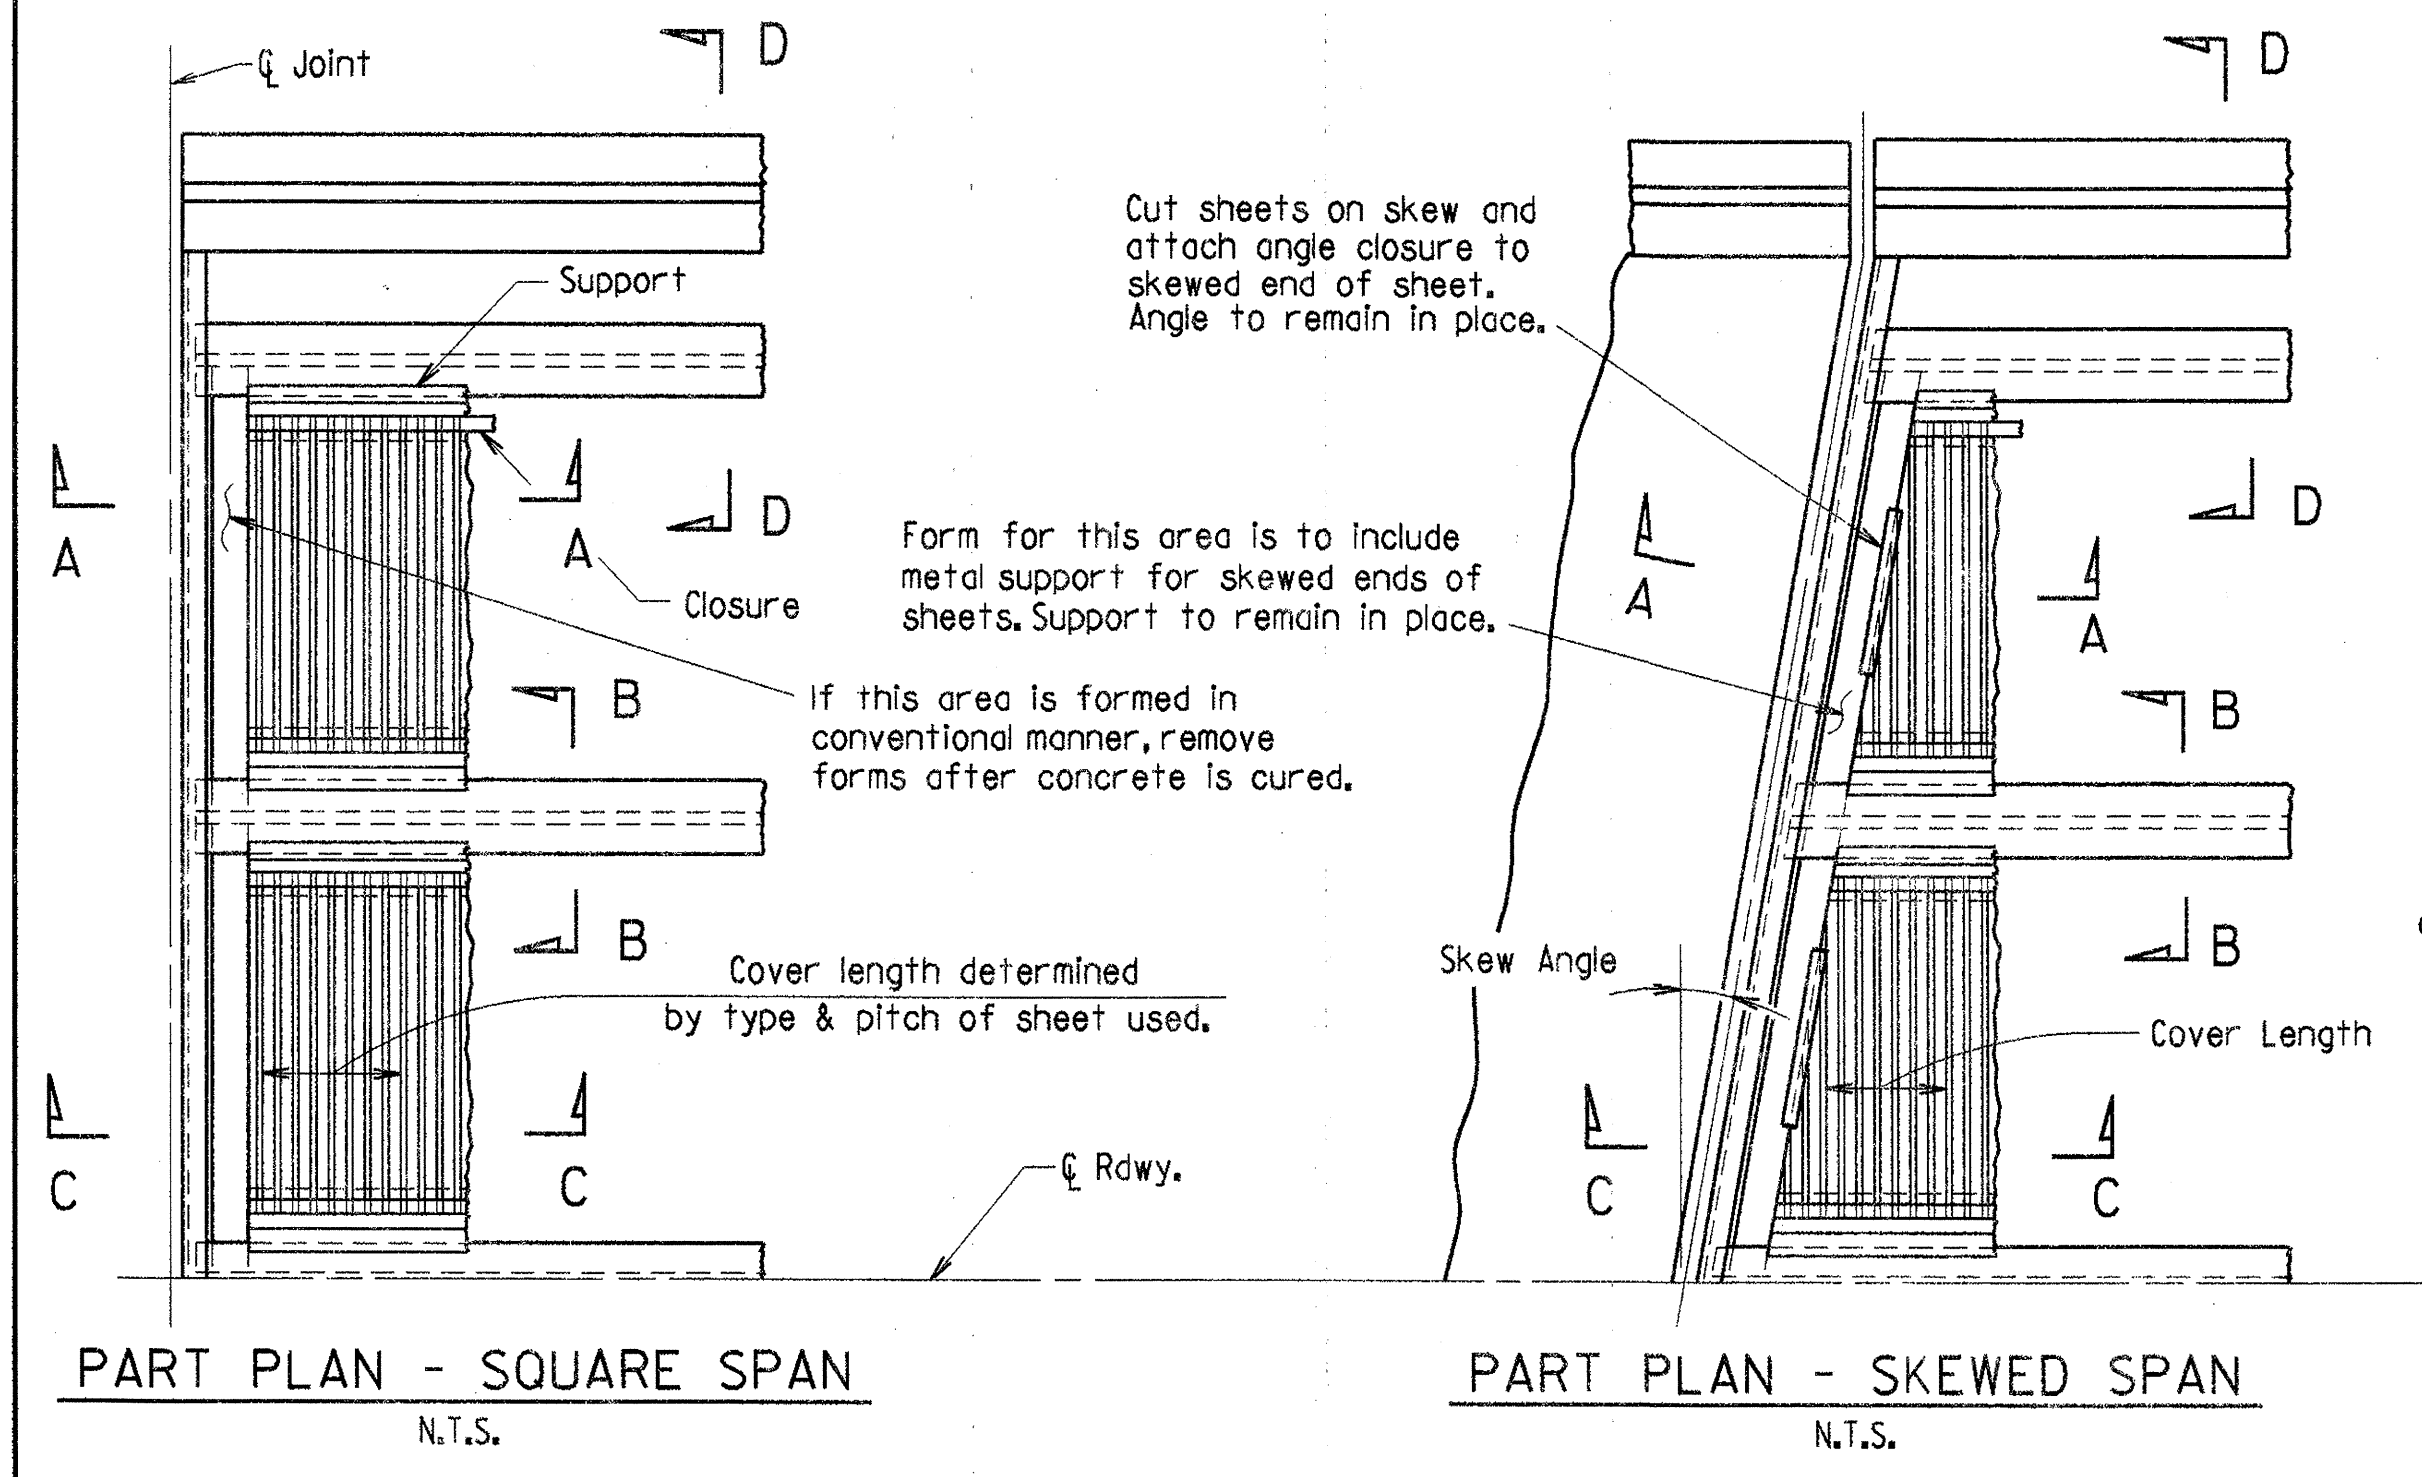 ℄ Joint
D
D
Cut sheets on skew and
attach angle closure to
skewed end of sheet.
Angle to remain in place.
Support
A
A
D
Closure
Form for this area is to include
metal support for skewed ends of
sheets. Support to remain in place.
A
D
A
If this area is formed in
conventional manner, remove
forms after concrete is cured.
B
B
B
B
Cover length determined
by type & pitch of sheet used.
Skew Angle
Cover Length
C
C
℄ Rdwy.
C
C
PART PLAN - SQUARE SPAN
N.T.S.
PART PLAN - SKEWED SPAN
N.T.S.